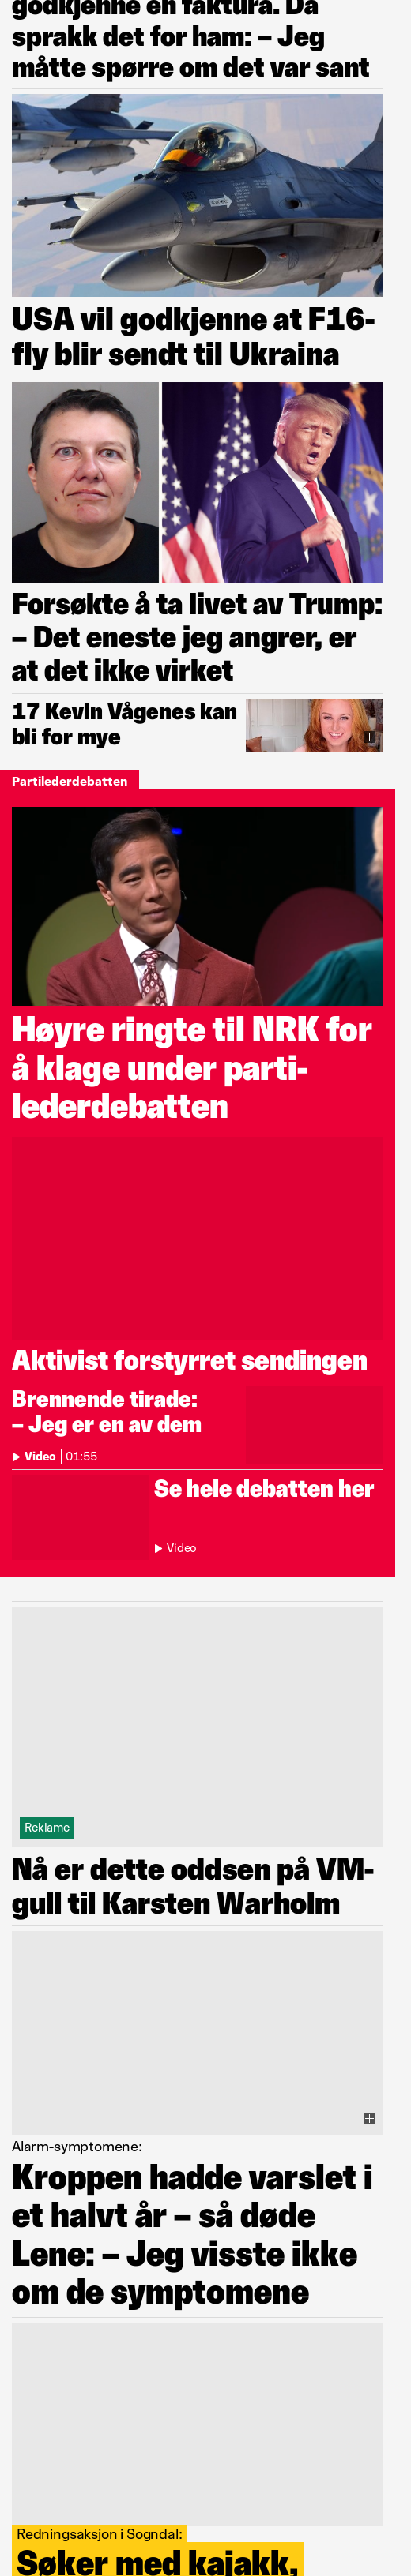 godkjenne en faktura. Da
sprakk det for ham: – Jeg
måtte spørre om det var sant
USA vil godkjenne at F16-
fly blir sendt til Ukraina
Forsøkte å ta livet av Trump:
– Det eneste jeg angrer, er
at det ikke virket
17 Kevin Vågenes kan
bli for mye
Partilederdebatten
Høyre ringte til NRK for
å klage under parti-
lederdebatten
Aktivist forstyrret sendingen
Brennende tirade:
– Jeg er en av dem
Video | 01:55
Se hele debatten her
Video
Reklame
Nå er dette oddsen på VM-
gull til Karsten Warholm
Alarm-symptomene:
Kroppen hadde varslet i
et halvt år – så døde
Lene: – Jeg visste ikke
om de symptomene
Redningsaksjon i Sogndal:
Søker med kajakk,